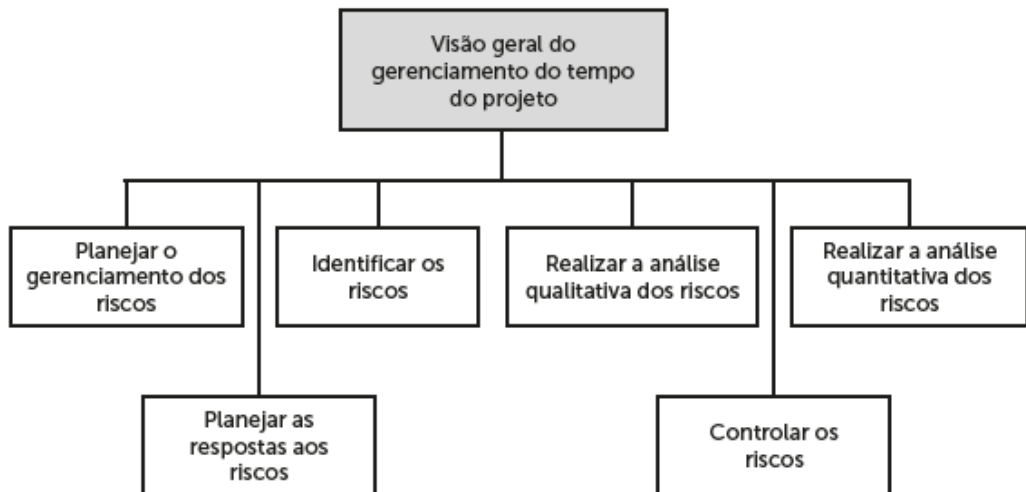 Visão geral do
gerenciamento do tempo
do projeto
Planejar o
gerenciamento dos
riscos
Identificar os
riscos
Realizar a análise
qualitativa dos riscos
Realizar a análise
quantitativa dos
riscos
Planejar as
respostas aos
riscos
Controlar os
riscos